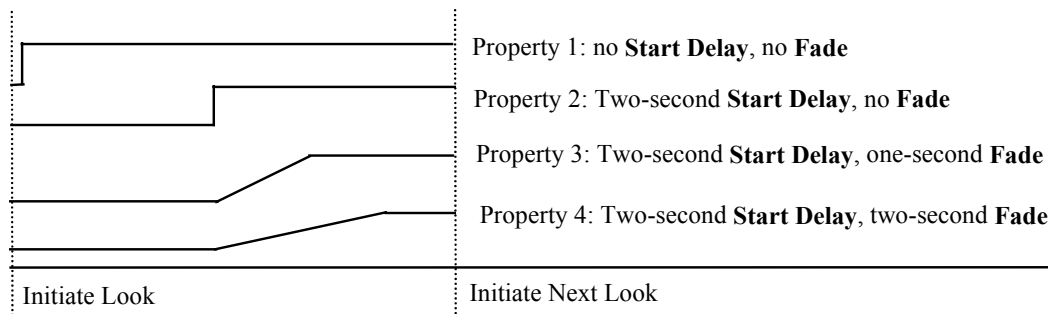 Property 1: no Start Delay, no Fade
Property 2: Two-second Start Delay, no Fade
Property 3: Two-second Start Delay, one-second Fade
Property 4: Two-second Start Delay, two-second Fade
Initiate Look
Initiate Next Look